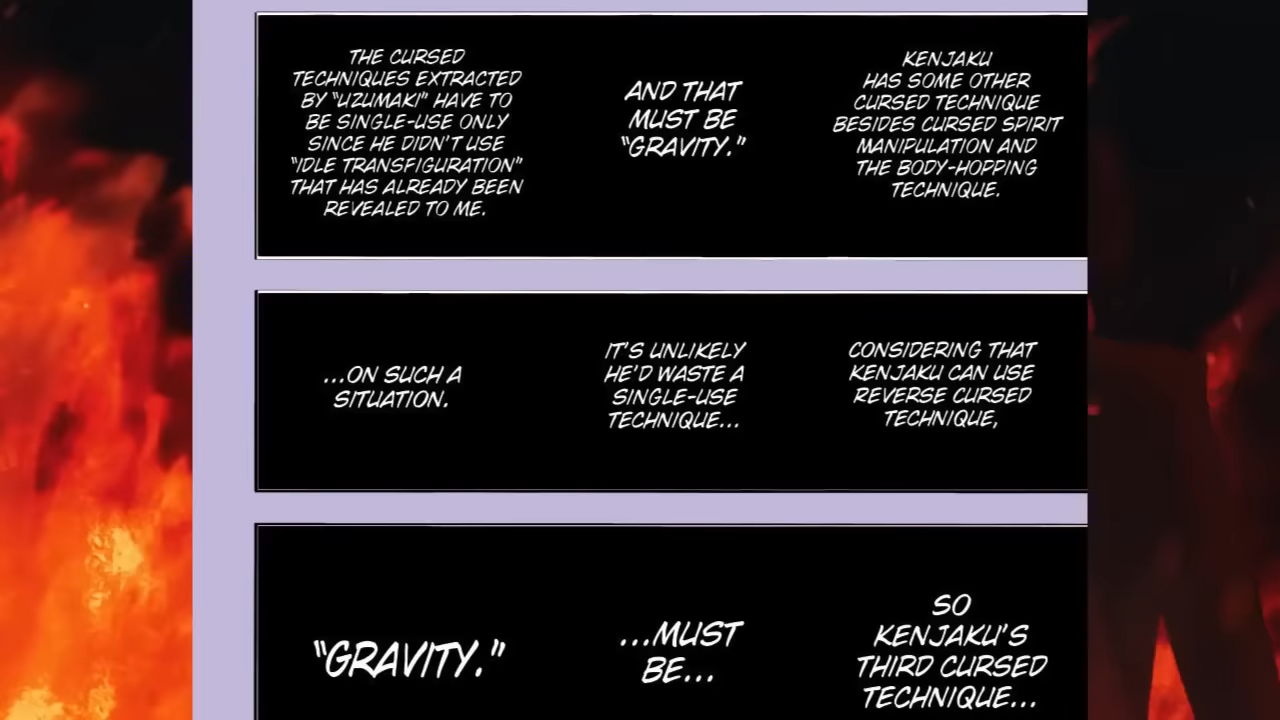 KENJAKU
HAS SOME OTHER
CURSED TECHNIQUE
BESIDES CURSED SPIRIT
MANIPULATION AND
THE BODY-HOPPING
TECHNIQUE.
AND THAT
MUST BE
"GRAVITY."
THE CURSED
TECHNIQUES EXTRACTED
BY "UZUMAKI" HAVE TO
BE SINGLE-USE ONLY
SINCE HE DIDN'T USE
"IDLE TRANSFIGURATION"
THAT HAS ALREADY BEEN
REVEALED TO ME.
CONSIDERING THAT
KENJAKU CAN USE
REVERSE CURSED
TECHNIQUE,
IT'S UNLIKELY
HE'D WASTE A
SINGLE-USE
TECHNIQUE...
...ON SUCH A
SITUATION.
SO
KENJAKU'S
THIRD CURSED
TECHNIQUE...
...MUST
BE...
"GRAVITY."